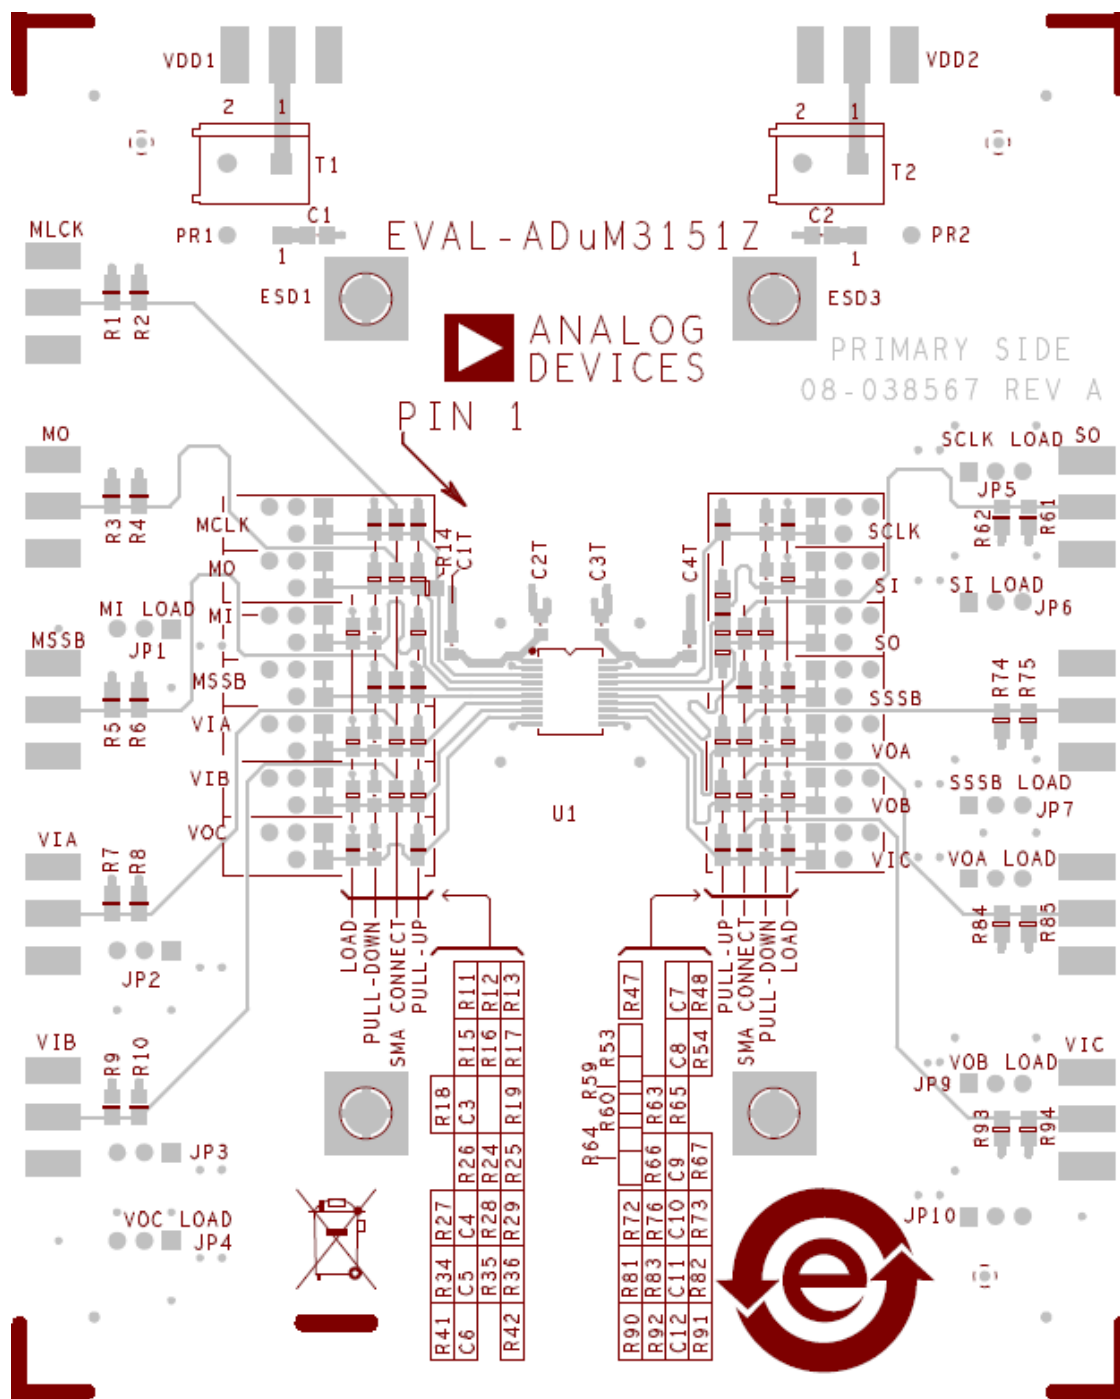 VDD1
VDD2
2 1
2 1
T1
T2
MLCK
C1
C2
PR1
EVAL-ADuM3151Z
PR2
1
1
ESD1
ESD3
R1
R2
ANALOG
DEVICES
PRIMARY SIDE
08-038567 REV A
PIN 1
MO
SCLK LOAD
SO
JP5
R3
R4
R62
R61
MCLK
R14
C1T
C2T
C3T
C4T
SCLK
MO
SI
SI LOAD
JP6
MI LOAD
JP1
MI
SO
MSSB
MSSB
SSSB
R74
R75
R5
R6
VIA
VOA
VIB
VOB
SSSB LOAD
JP7
U1
VOC
VIC
VIA
VOA LOAD
R7
R8
R84
R85
JP2
LOAD
PULL-DOWN
SMA CONNECT
PULL-UP
PULL-UP
SMA CONNECT
PULL-DOWN
LOAD
R11
R12
R13
R47
C7
R48
R15
R16
R17
R53
C8
R54
VIB
R9
R10
VOB LOAD
VIC
JP9
R59
R18
C3
R19
R60
R63
R65
R93
R94
R64
JP3
R26
R24
R25
R66
C9
R67
VOC LOAD
JP4
R27
C4
R28
R29
R72
R76
C10
R73
JP10
R34
C5
R35
R36
R81
R83
C11
R82
e
R41
C6
R42
R90
R92
C12
R91